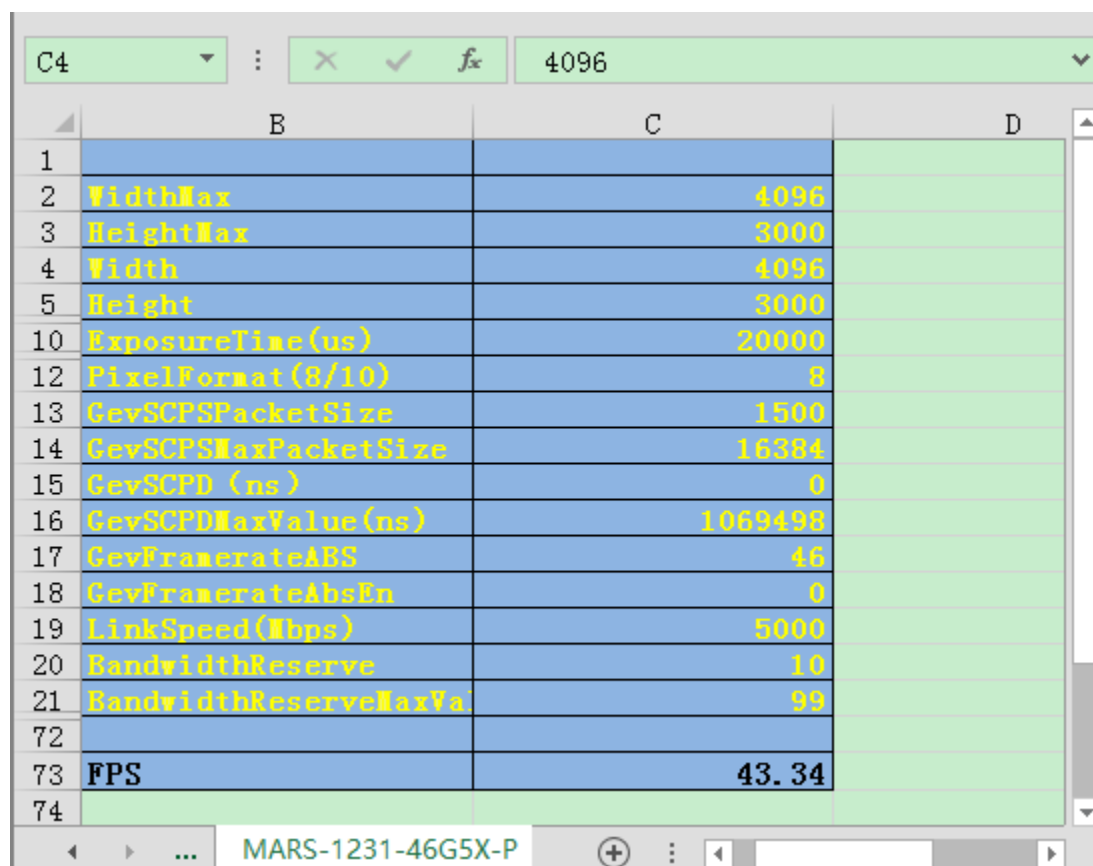 C4 fx 4096
B C D
1
2 WidthMax 4096
3 HeightMax 3000
4 Width 4096
5 Height 3000
10 ExposureTime(us) 20000
12 PixelFormat(8/10) 8
13 GevSCPSPacketSize 1500
14 GevSCPSMaxPacketSize 16384
15 GevSCPD (ns) 0
16 GevSCPDMaxValue(ns) 1069498
17 GevFramerateABS 46
18 GevFramerateAbsEn 0
19 LinkSpeed(Mbps) 5000
20 BandwidthReserve 10
21 BandwidthReserveMaxVal 99
72
73 FPS 43.34
74
... MARS-1231-46G5X-P